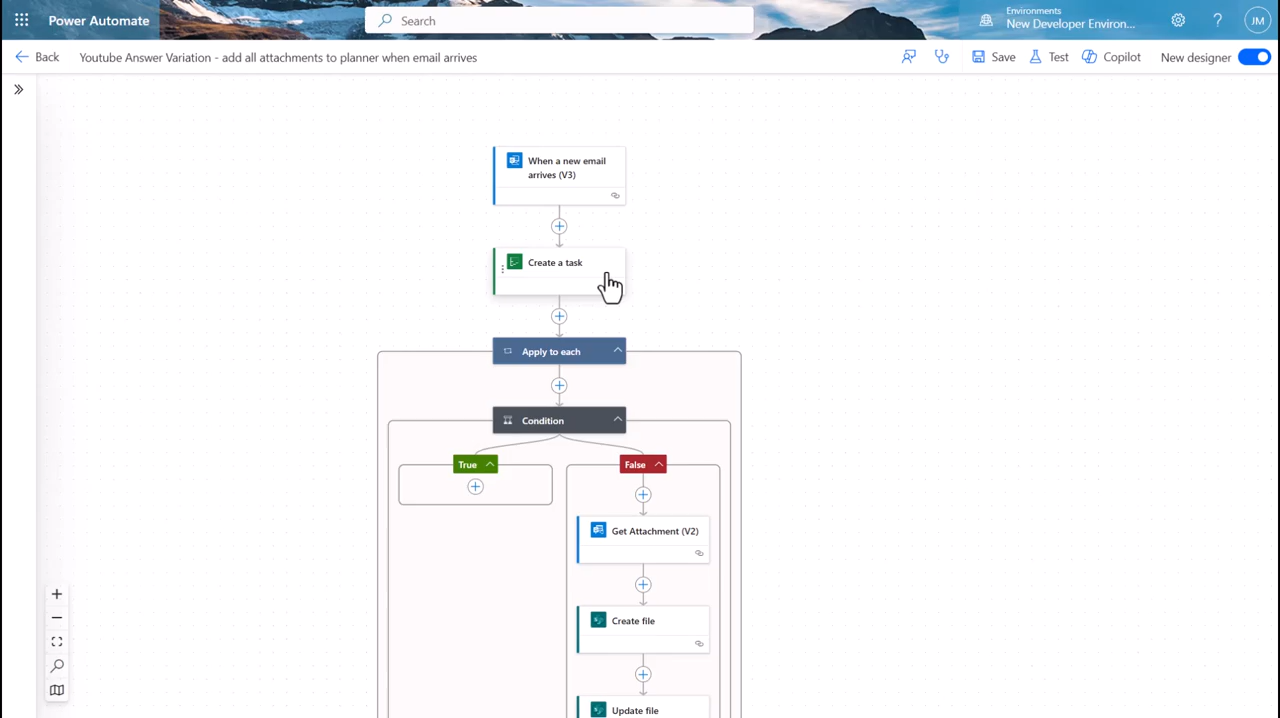 Power Automate
Search
Environments
New Developer Environ...
?
JM
Back
Youtube Answer Variation - add all attachments to planner when email arrives
Save
Test
Copilot
New designer
When a new email
arrives (V3)
Create a task
Apply to each
Condition
True
False
Get Attachment (V2)
Create file
Update file